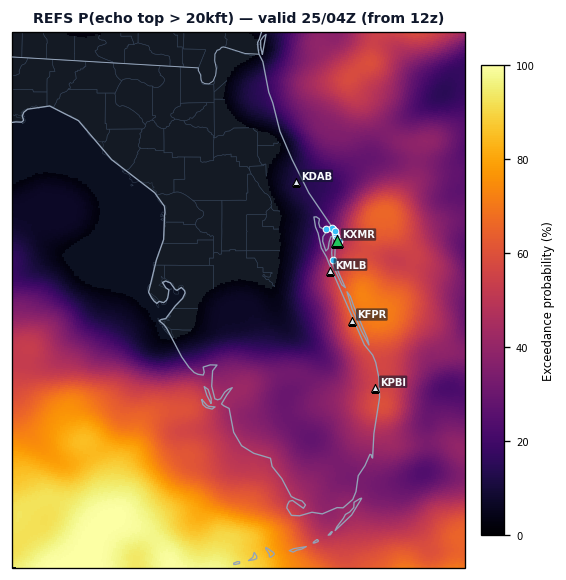 REFS P(echo top > 20kft) — valid 25/04Z (from 12z)
KDAB
KXMR
KMLB
KFPR
KPBI
100
80
60
40
20
0
Exceedance probability (%)